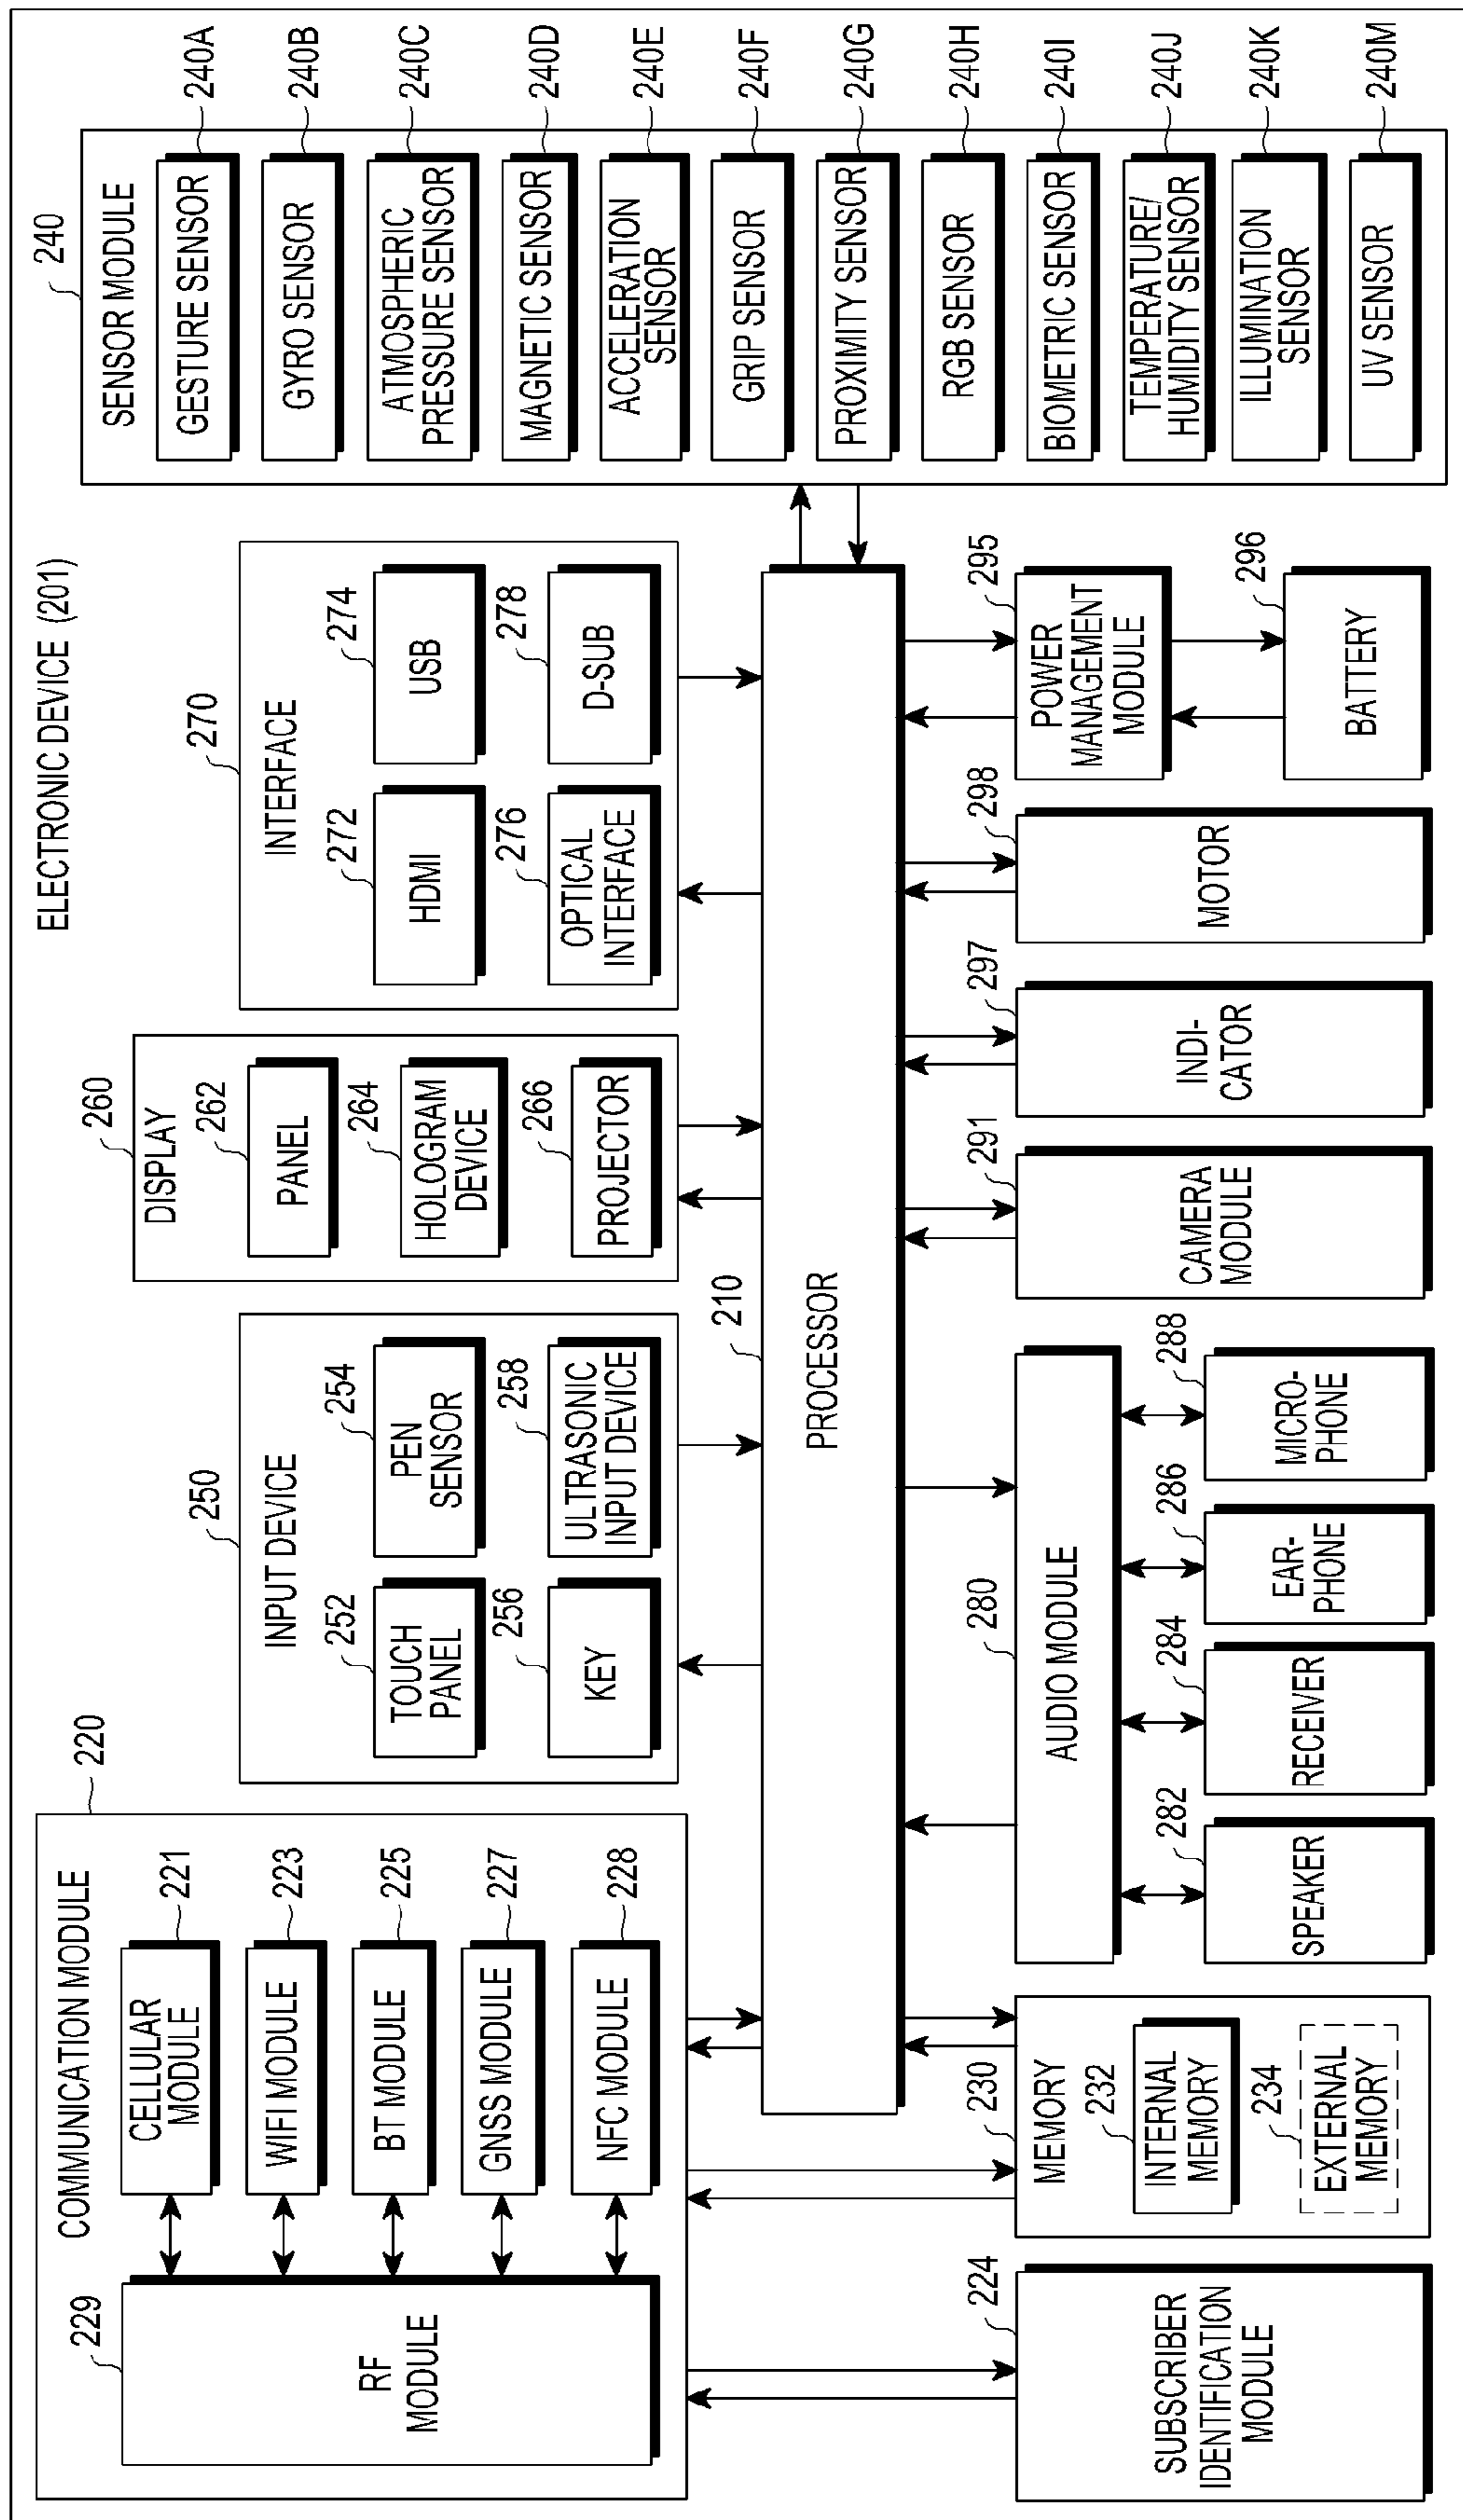 ELECTRONIC DEVICE (201)
220
COMMUNICATION MODULE
229
RF
MODULE
CELLULAR
MODULE
221
WIFI MODULE
223
BT MODULE
225
GNSS MODULE
227
NFC MODULE
228
250
INPUT DEVICE
252
TOUCH
PANEL
254
PEN
SENSOR
256
KEY
258
ULTRASONIC
INPUT DEVICE
260
DISPLAY
262
PANEL
264
HOLOGRAM
DEVICE
266
PROJECTOR
270
INTERFACE
272
HDMI
274
USB
276
OPTICAL
INTERFACE
278
D-SUB
240
SENSOR MODULE
GESTURE SENSOR
240A
GYRO SENSOR
240B
ATMOSPHERIC
PRESSURE SENSOR
240C
MAGNETIC SENSOR
240D
ACCELERATION
SENSOR
240E
GRIP SENSOR
240F
PROXIMITY SENSOR
240G
RGB SENSOR
240H
BIOMETRIC SENSOR
240I
TEMPERATURE/
HUMIDITY SENSOR
240J
ILLUMINATION
SENSOR
240K
UV SENSOR
240M
210
PROCESSOR
224
SUBSCRIBER
IDENTIFICATION
MODULE
230
MEMORY
232
INTERNAL
MEMORY
234
EXTERNAL
MEMORY
280
AUDIO MODULE
282
SPEAKER
284
RECEIVER
286
EAR-
PHONE
288
MICRO-
PHONE
291
CAMERA
MODULE
297
INDI-
CATOR
298
MOTOR
295
POWER
MANAGEMENT
MODULE
296
BATTERY